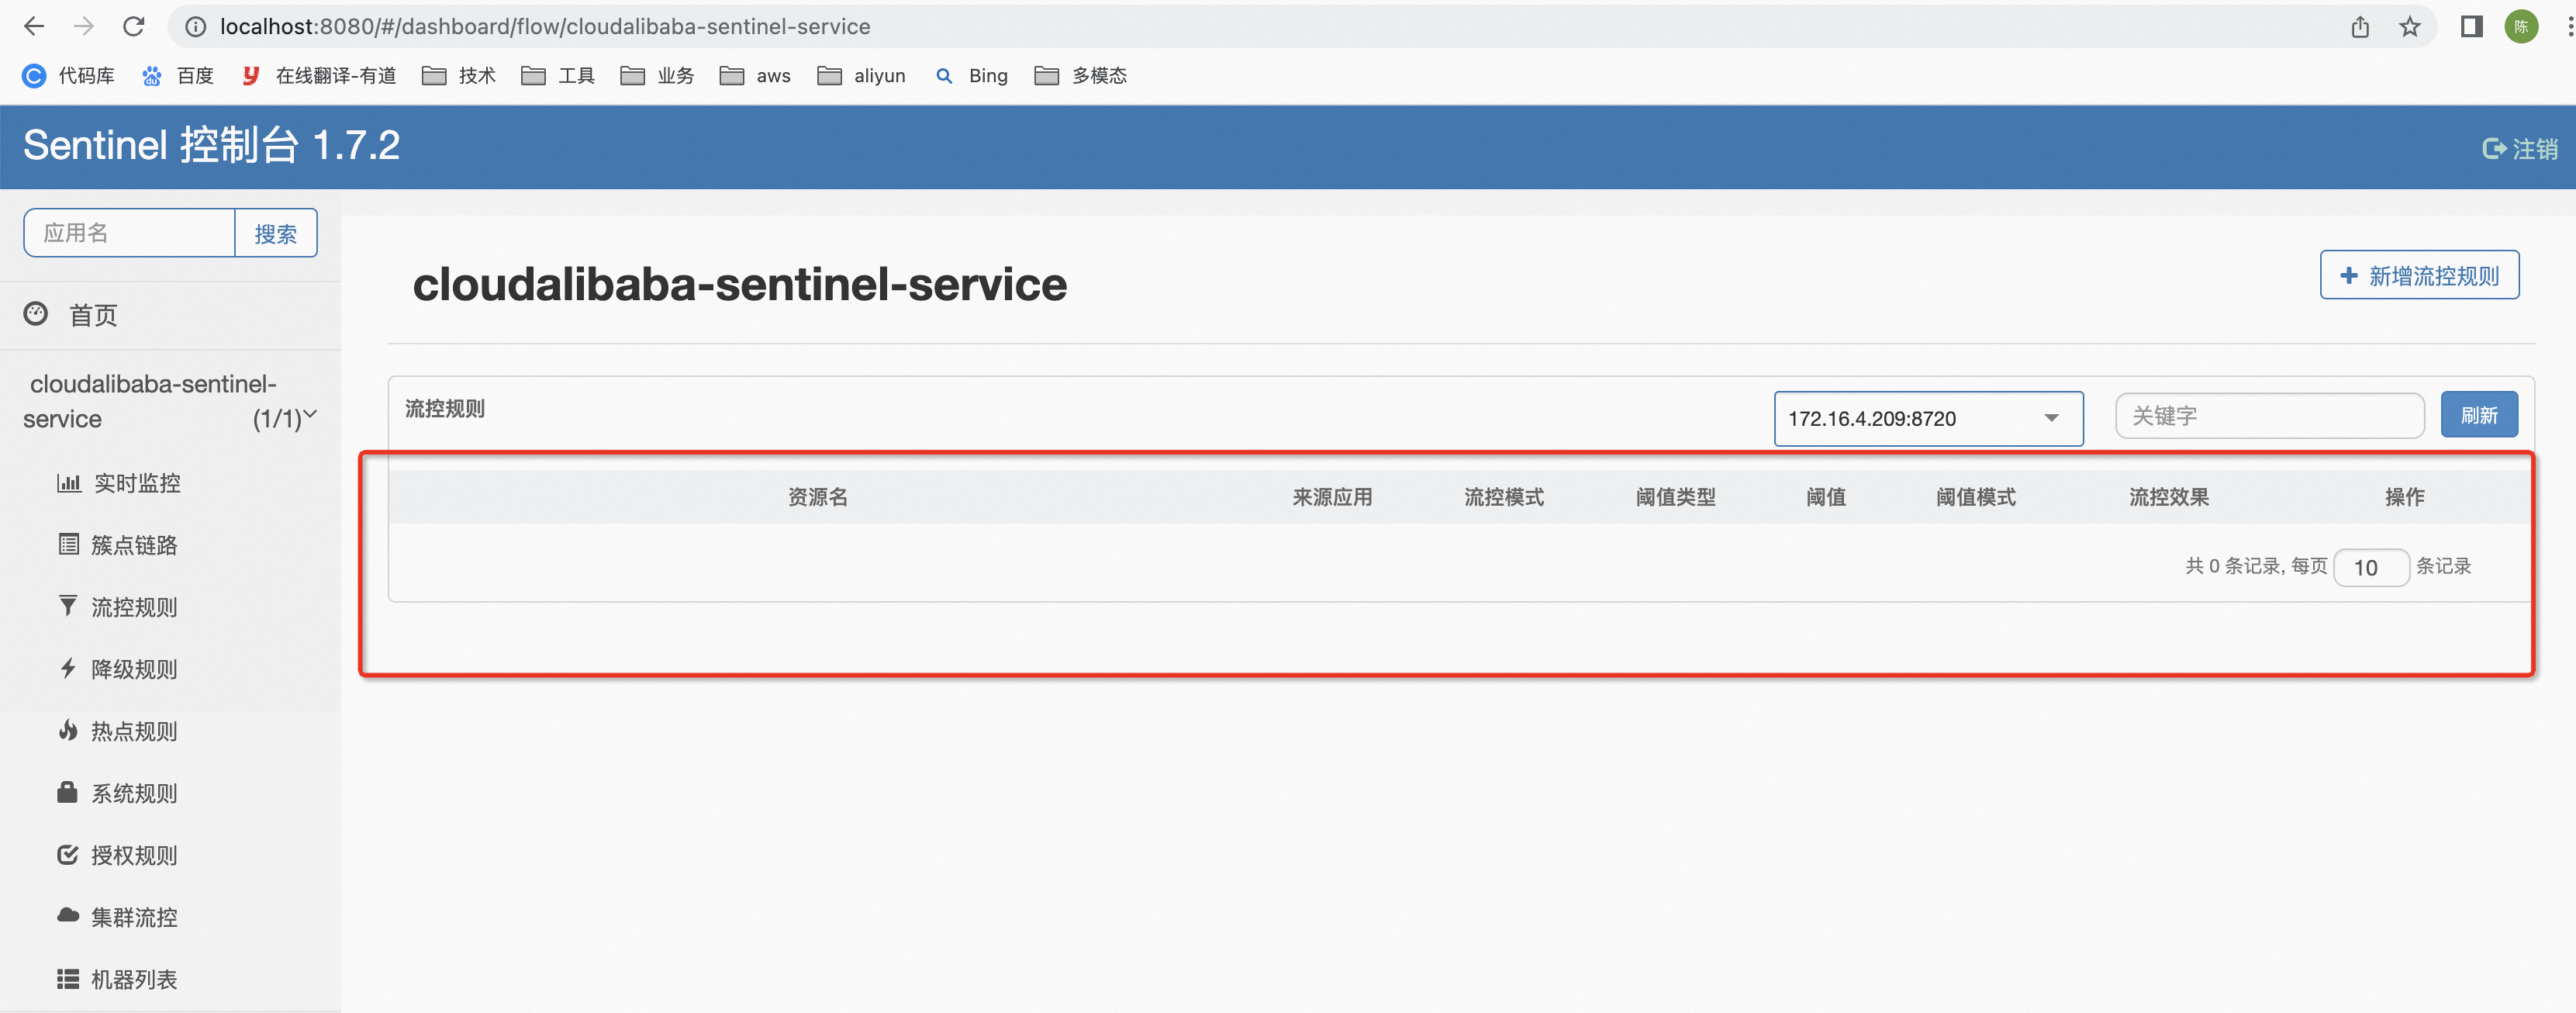 localhost:8080/#/dashboard/flow/cloudalibaba-sentinel-service
陈
代码库 百度 在线翻译-有道 技术 工具 业务 aws aliyun Bing 多模态
Sentinel 控制台 1.7.2
注销
应用名 搜索
首页
cloudalibaba-sentinel-
service (1/1)
实时监控
簇点链路
流控规则
降级规则
热点规则
系统规则
授权规则
集群流控
机器列表
cloudalibaba-sentinel-service
新增流控规则
流控规则 172.16.4.209:8720 关键字 刷新
资源名 来源应用 流控模式 阈值类型 阈值 阈值模式 流控效果 操作
共 0 条记录, 每页 10 条记录